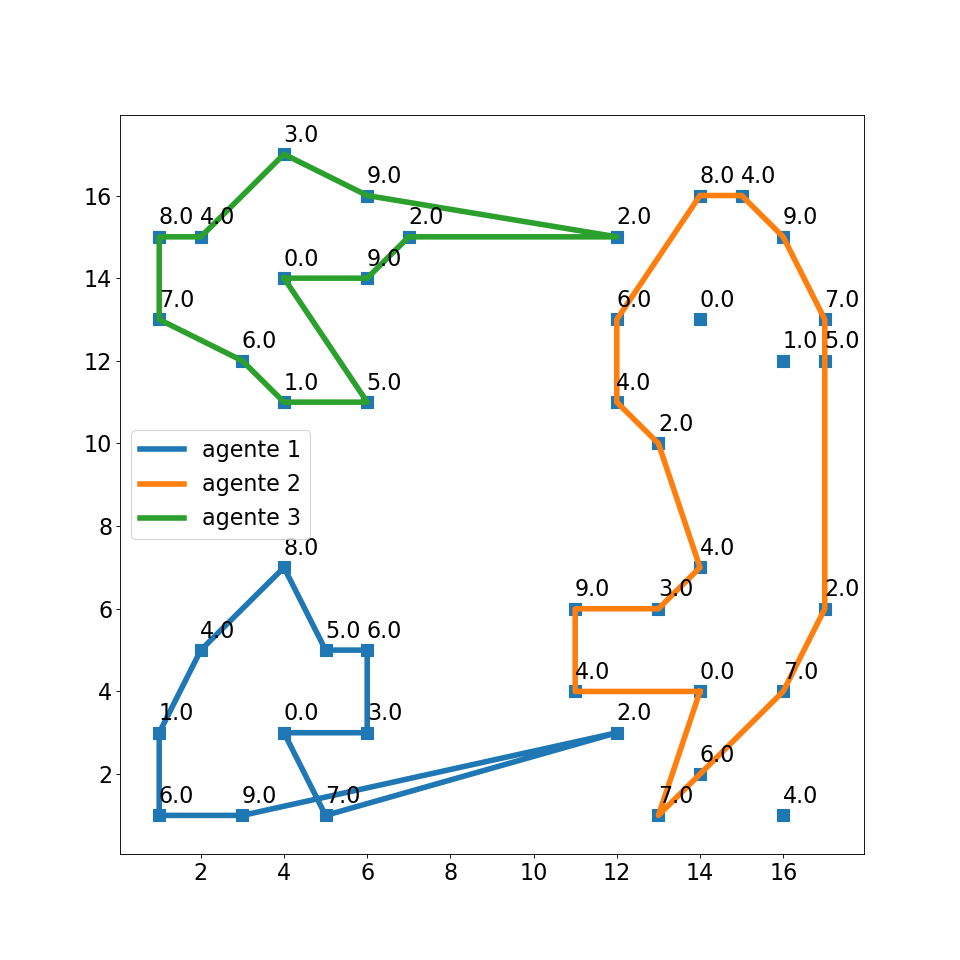 3.0
9.0 8.0 4.0
16
8.0 4.0 2.0 2.0 9.0
14
0.0 9.0
7.0 6.0 0.0 7.0
12
6.0 1.0 5.0
1.0 5.0 4.0
10
2.0
agente 1
agente 2
agente 3
8
8.0 4.0
6
9.0 3.0 2.0
4.0 5.0 6.0
4
4.0 0.0 7.0
1.0 0.0 3.0 2.0
2
6.0
6.0 9.0 7.0 7.0 4.0
2 4 6 8 10 12 14 16